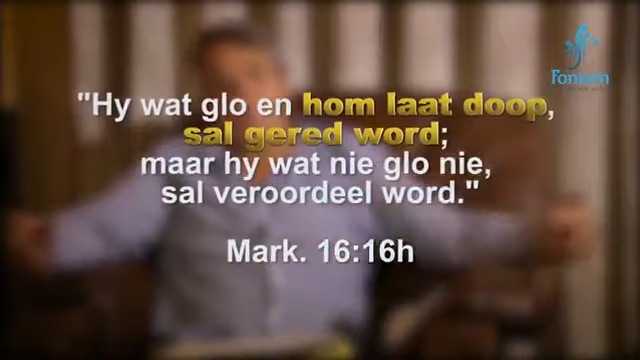 Fontein
"Hy wat glo en hom laat doop,
sal gered word;
maar hy wat nie glo nie,
sal veroordeel word."
Mark. 16:16h